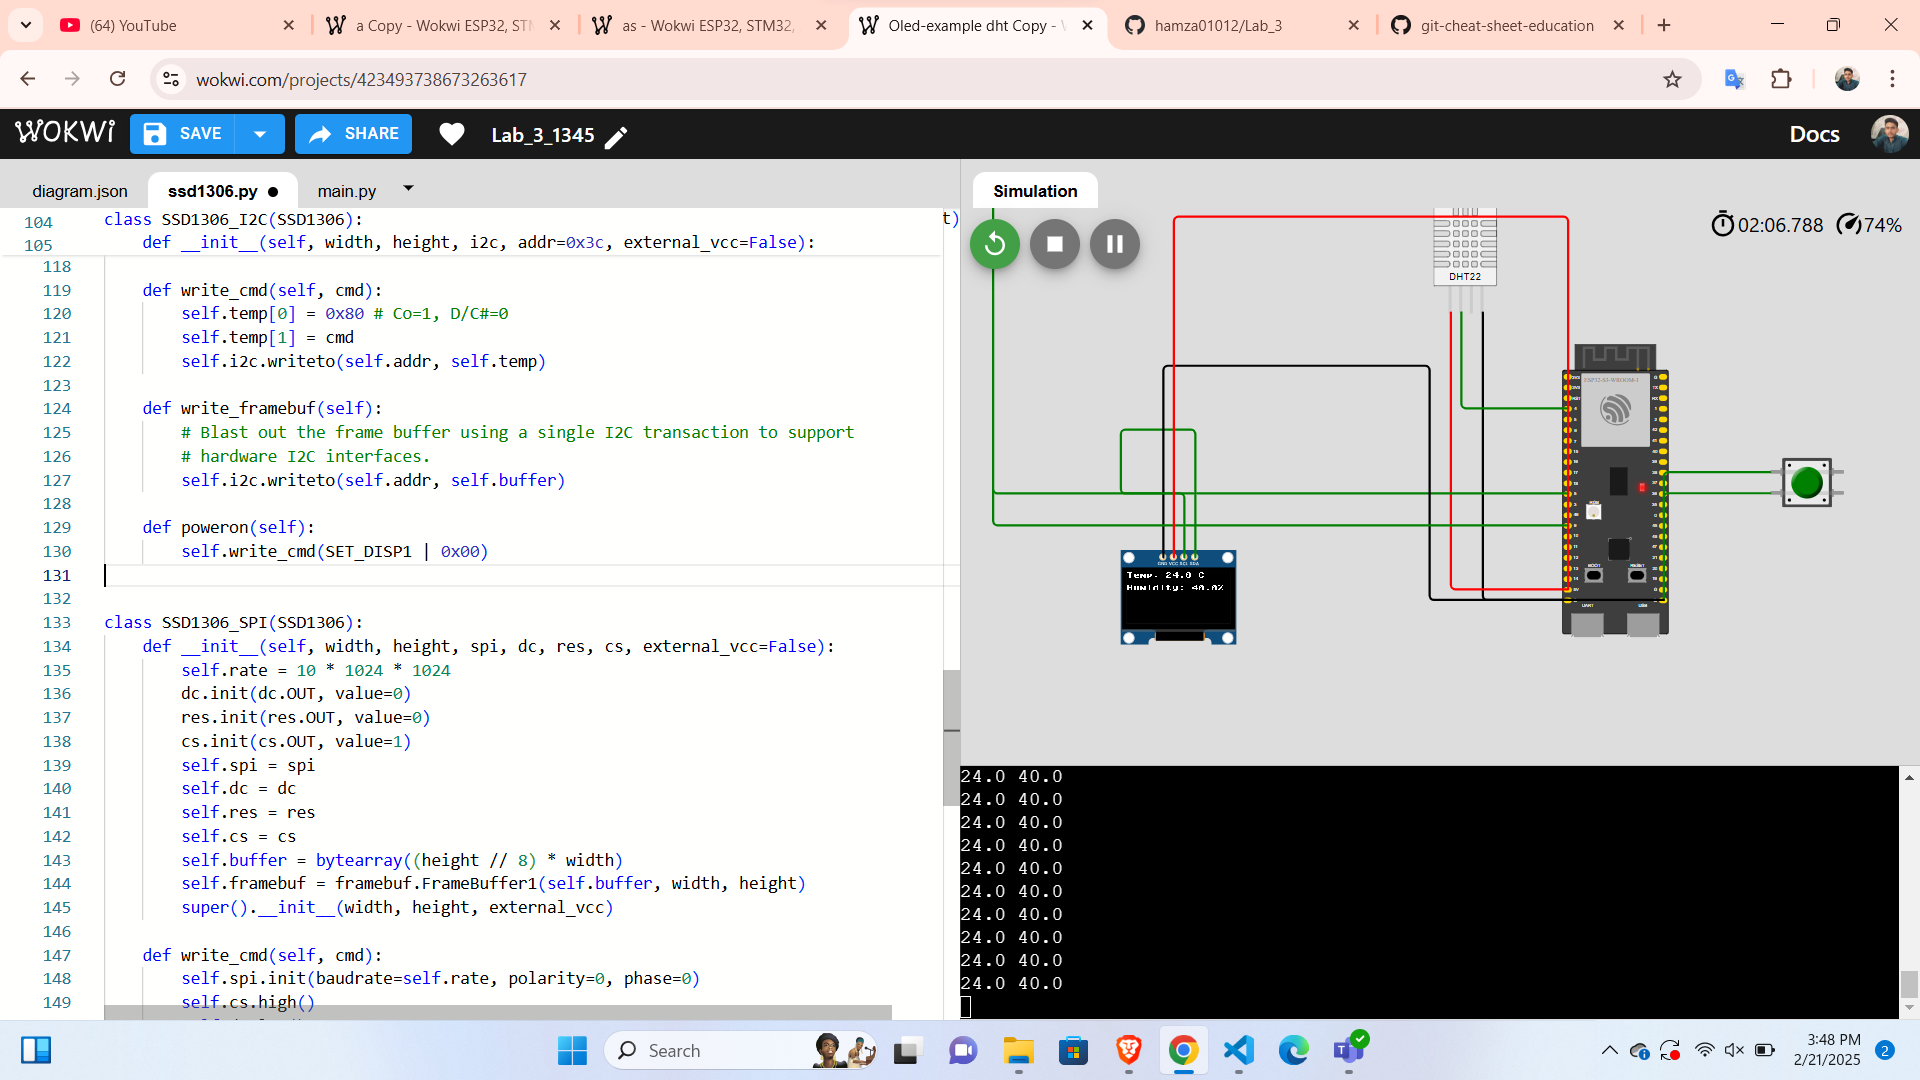 (64) YouTube
a Copy - Wokwi ESP32, STM
as - Wokwi ESP32, STM32,
Oled-example dht Copy - W
hamza01012/Lab_3
git-cheat-sheet-education
wokwi.com/projects/423493738673263617
WOKWI
SAVE
SHARE
Lab_3_1345
Docs
diagram.json
ssd1306.py
main.py
104 class SSD1306_I2C(SSD1306):
t)
105 def __init__(self, width, height, i2c, addr=0x3c, external_vcc=False):
118
119 def write_cmd(self, cmd):
120 self.temp[0] = 0x80 # Co=1, D/C#=0
121 self.temp[1] = cmd
122 self.i2c.writeto(self.addr, self.temp)
123
124 def write_framebuf(self):
125 # Blast out the frame buffer using a single I2C transaction to support
126 # hardware I2C interfaces.
127 self.i2c.writeto(self.addr, self.buffer)
128
129 def poweron(self):
130 self.write_cmd(SET_DISP1 | 0x00)
131
132
133 class SSD1306_SPI(SSD1306):
134 def __init__(self, width, height, spi, dc, res, cs, external_vcc=False):
135 self.rate = 10 * 1024 * 1024
136 dc.init(dc.OUT, value=0)
137 res.init(res.OUT, value=0)
138 cs.init(cs.OUT, value=1)
139 self.spi = spi
140 self.dc = dc
141 self.res = res
142 self.cs = cs
143 self.buffer = bytearray((height // 8) * width)
144 self.framebuf = framebuf.FrameBuffer1(self.buffer, width, height)
145 super().__init__(width, height, external_vcc)
146
147 def write_cmd(self, cmd):
148 self.spi.init(baudrate=self.rate, polarity=0, phase=0)
149 self.cs.high()
Simulation
02:06.788
74%
DHT22
GND VCC SCL SDA
Temp. 24.0 C
Humidity: 40.0%
ESP32-S3-WROOM-1
RGB
BOOT
RESET
UART
USB
24.0 40.0
24.0 40.0
24.0 40.0
24.0 40.0
24.0 40.0
24.0 40.0
24.0 40.0
24.0 40.0
24.0 40.0
24.0 40.0
Search
3:48 PM
2/21/2025
2